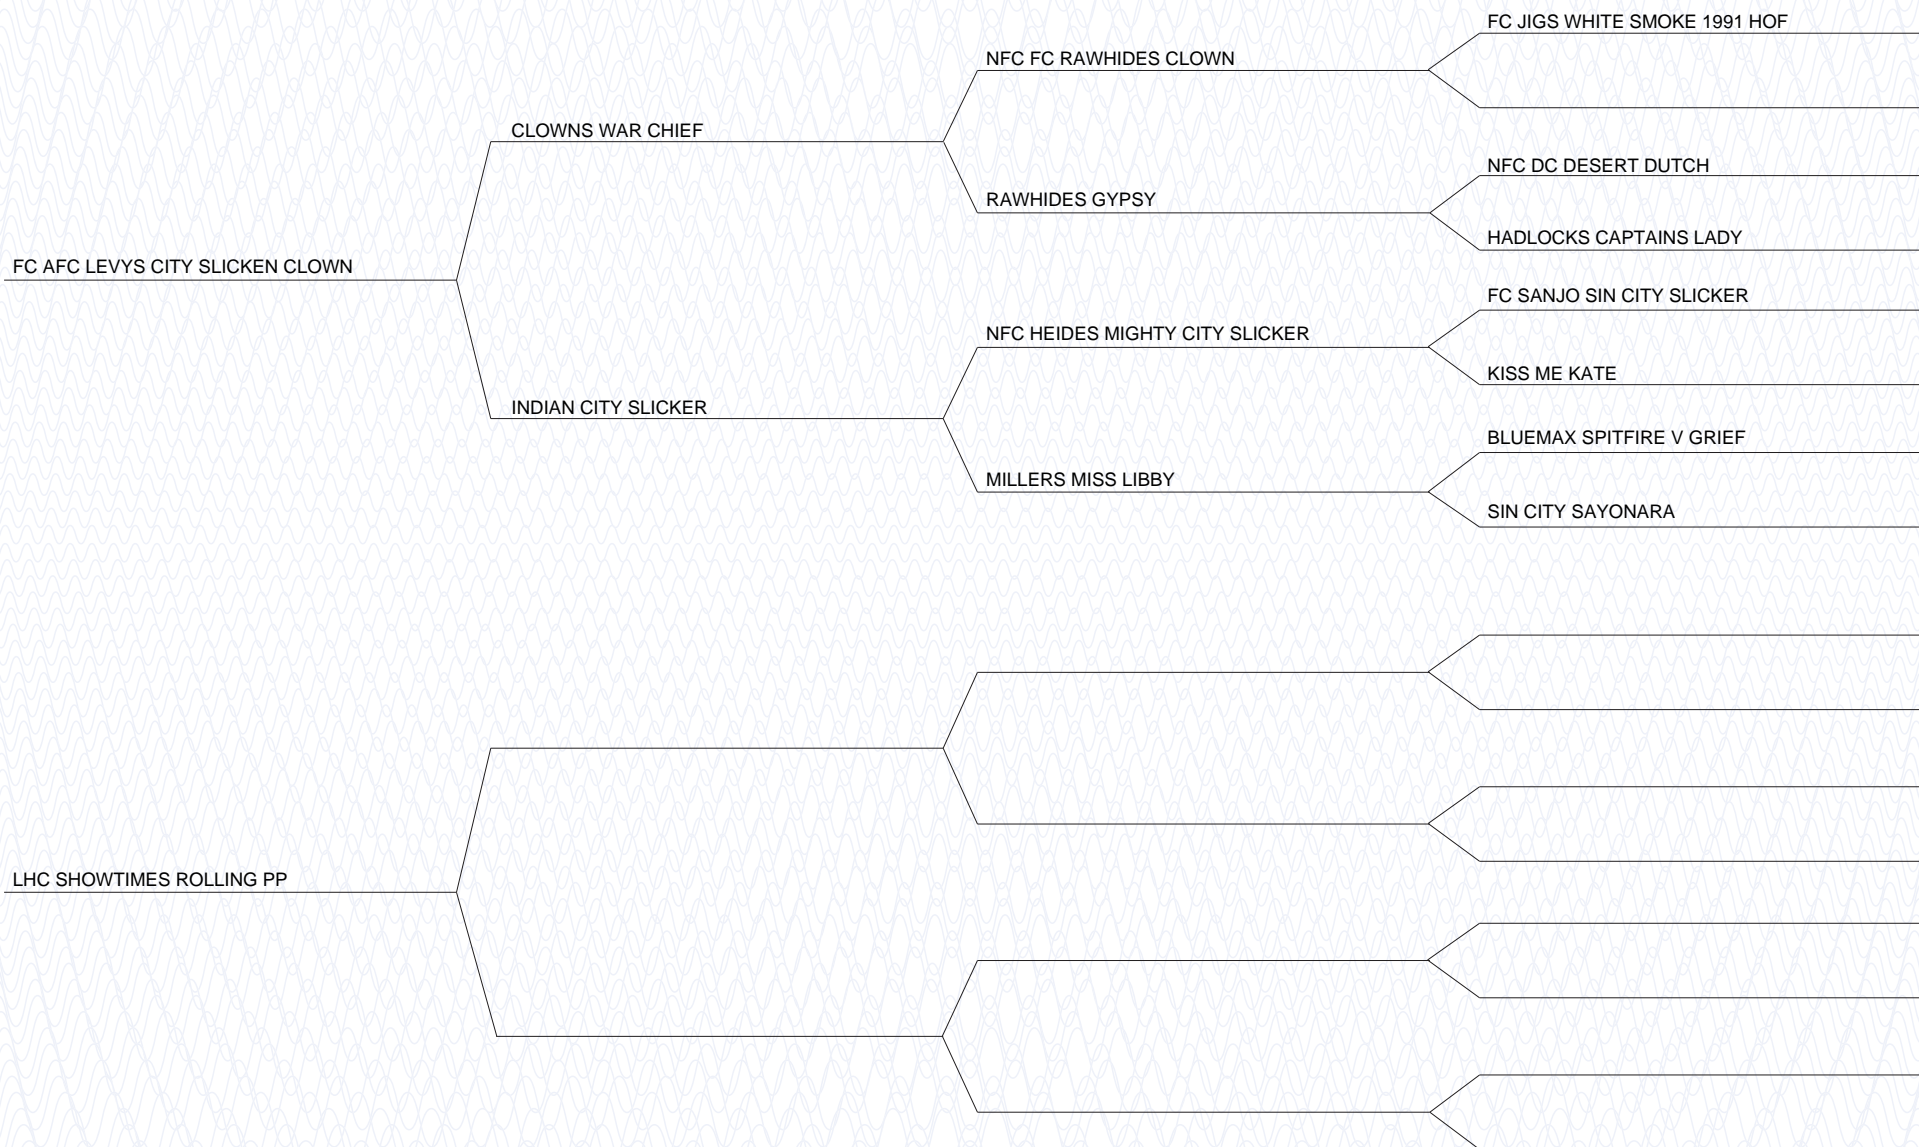 FC JIGS WHITE SMOKE 1991 HOF
NFC FC RAWHIDES CLOWN
CLOWNS WAR CHIEF
NFC DC DESERT DUTCH
RAWHIDES GYPSY
HADLOCKS CAPTAINS LADY
FC AFC LEVYS CITY SLICKEN CLOWN
FC SANJO SIN CITY SLICKER
NFC HEIDES MIGHTY CITY SLICKER
KISS ME KATE
INDIAN CITY SLICKER
BLUEMAX SPITFIRE V GRIEF
MILLERS MISS LIBBY
SIN CITY SAYONARA
LHC SHOWTIMES ROLLING PP